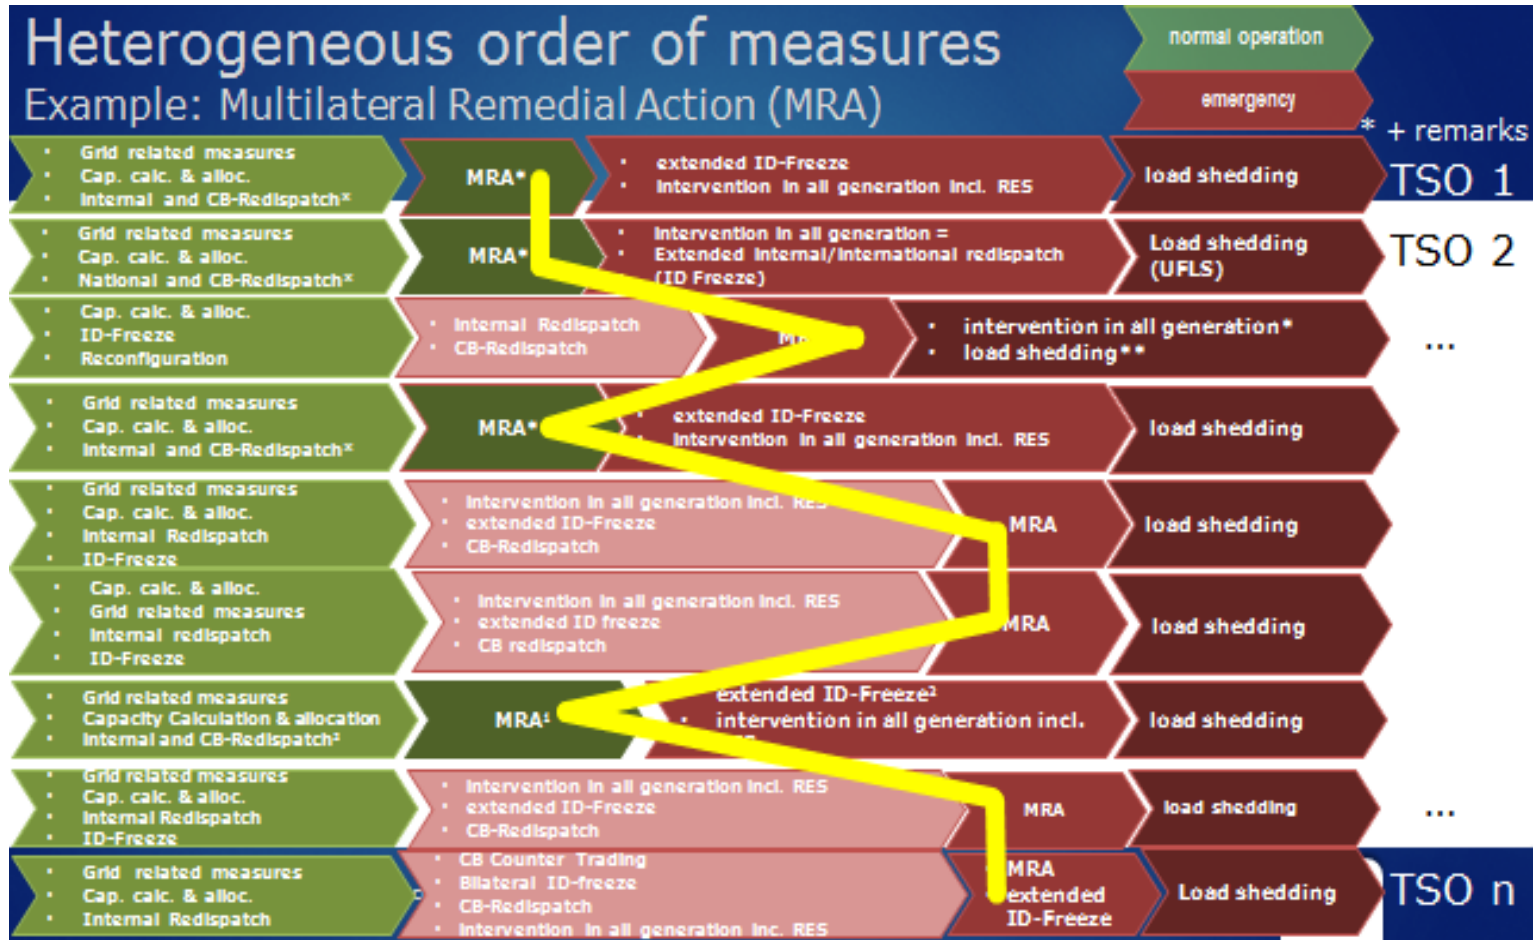 Heterogeneous order of measures
Example: Multilateral Remedial Action (MRA)
normal operation
emergency
* + remarks
Grid related measures
Cap. calc. & alloc.
Internal and CB-Redispatch*
MRA*
extended ID-Freeze
Intervention in all generation incl. RES
load shedding
TSO 1
Grid related measures
Cap. calc. & alloc.
National and CB-Redispatch*
MRA*
Intervention in all generation =
Extended Internal/International redispatch
(ID Freeze)
Load shedding
(UFLS)
TSO 2
Cap. calc. & alloc.
ID-Freeze
Reconfiguration
Internal Redispatch
CB-Redispatch
intervention in all generation*
load shedding**
...
Grid related measures
Cap. calc. & alloc.
Internal and CB-Redispatch*
MRA*
extended ID-Freeze
Intervention in all generation incl. RES
load shedding
Grid related measures
Cap. calc. & alloc.
Internal Redispatch
ID-Freeze
Intervention in all generation incl. RES
extended ID-Freeze
CB-Redispatch
MRA
load shedding
Cap. calc. & alloc.
Grid related measures
Internal redispatch
ID-Freeze
Intervention in all generation incl. RES
extended ID freeze
CB redispatch
MRA
load shedding
Grid related measures
Capacity Calculation & allocation
Internal and CB-Redispatch²
MRA¹
extended ID-Freeze²
intervention in all generation incl.
load shedding
Grid related measures
Cap. calc. & alloc.
Internal Redispatch
ID-Freeze
Intervention in all generation incl. RES
extended ID-Freeze
CB-Redispatch
MRA
load shedding
...
Grid related measures
Cap. calc. & alloc.
Internal Redispatch
CB Counter Trading
Bilateral ID-freeze
CB-Redispatch
Intervention in all generation inc. RES
MRA
extended
ID-Freeze
Load shedding
TSO n